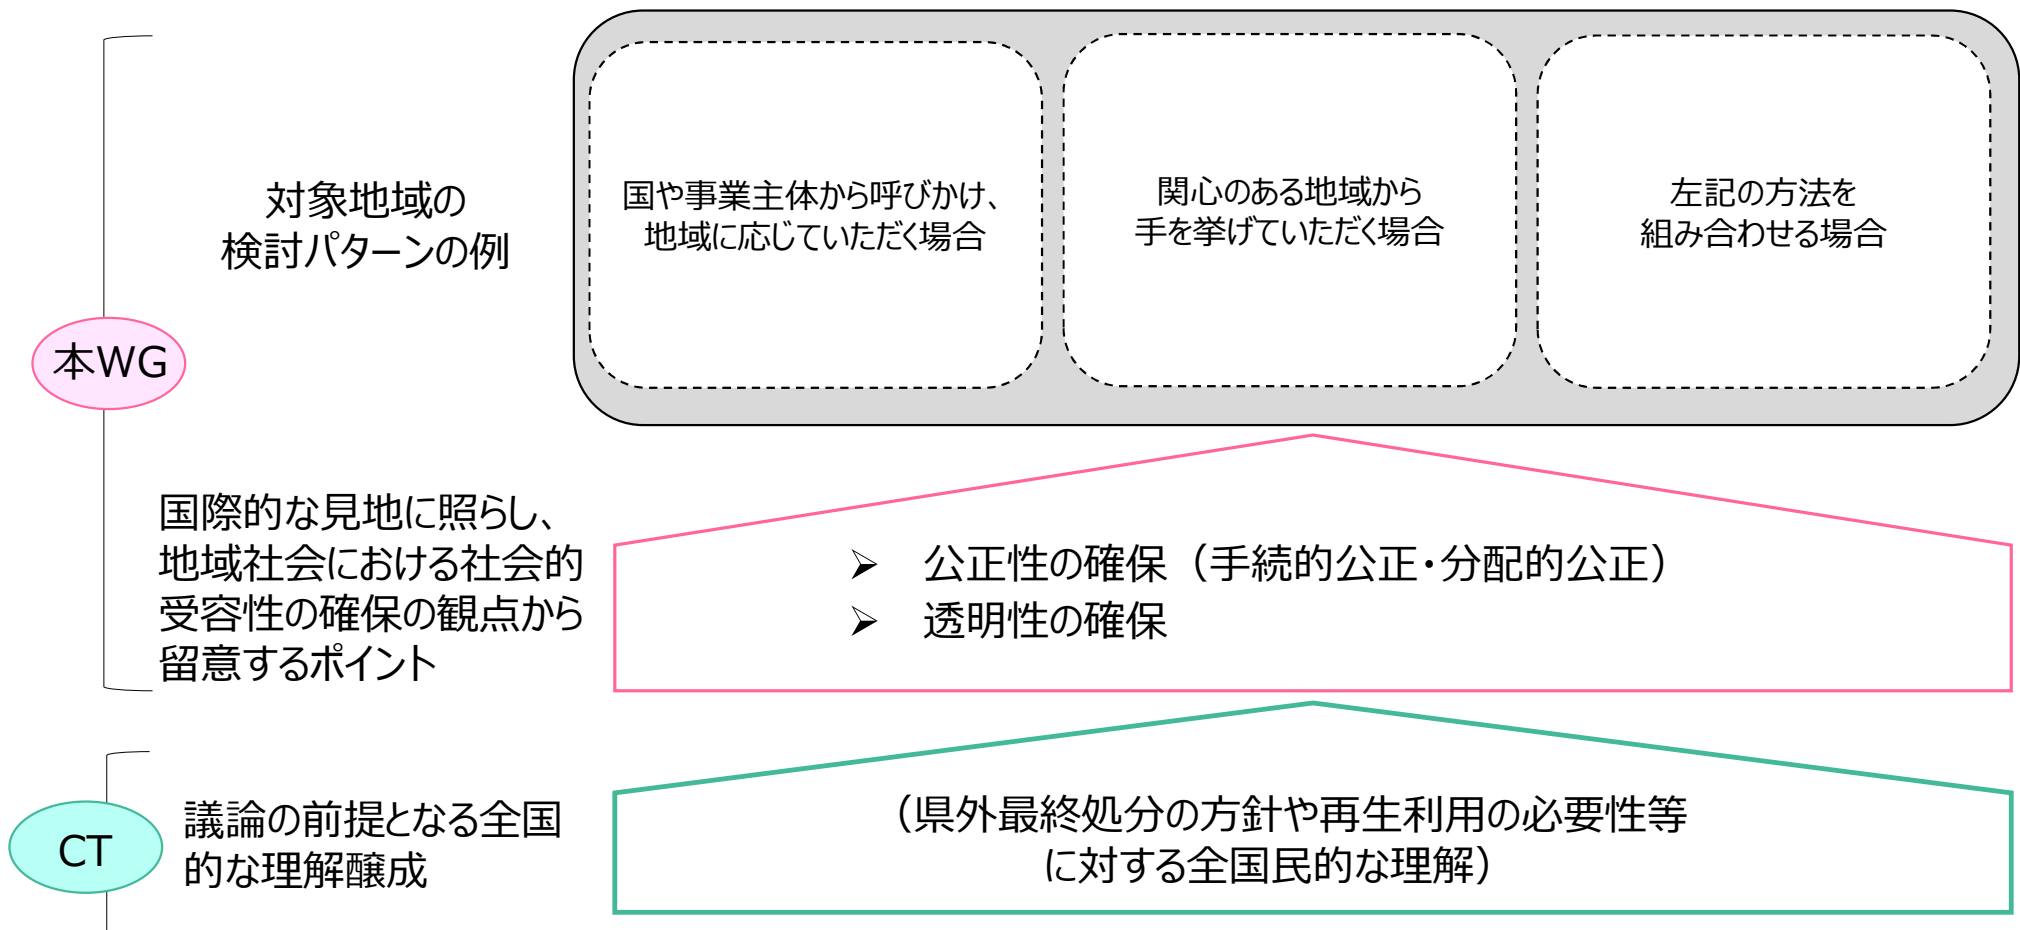 対象地域の
検討パターンの例
国や事業主体から呼びかけ、
地域に応じていただく場合
関心のある地域から
手を挙げていただく場合
左記の方法を
組み合わせる場合
本WG
国際的な見地に照らし、
地域社会における社会的
受容性の確保の観点から
留意するポイント
➢ 公正性の確保（手続的公正・分配的公正）
➢ 透明性の確保
CT
議論の前提となる全国
的な理解醸成
（県外最終処分の方針や再生利用の必要性等
に対する全国民的な理解）